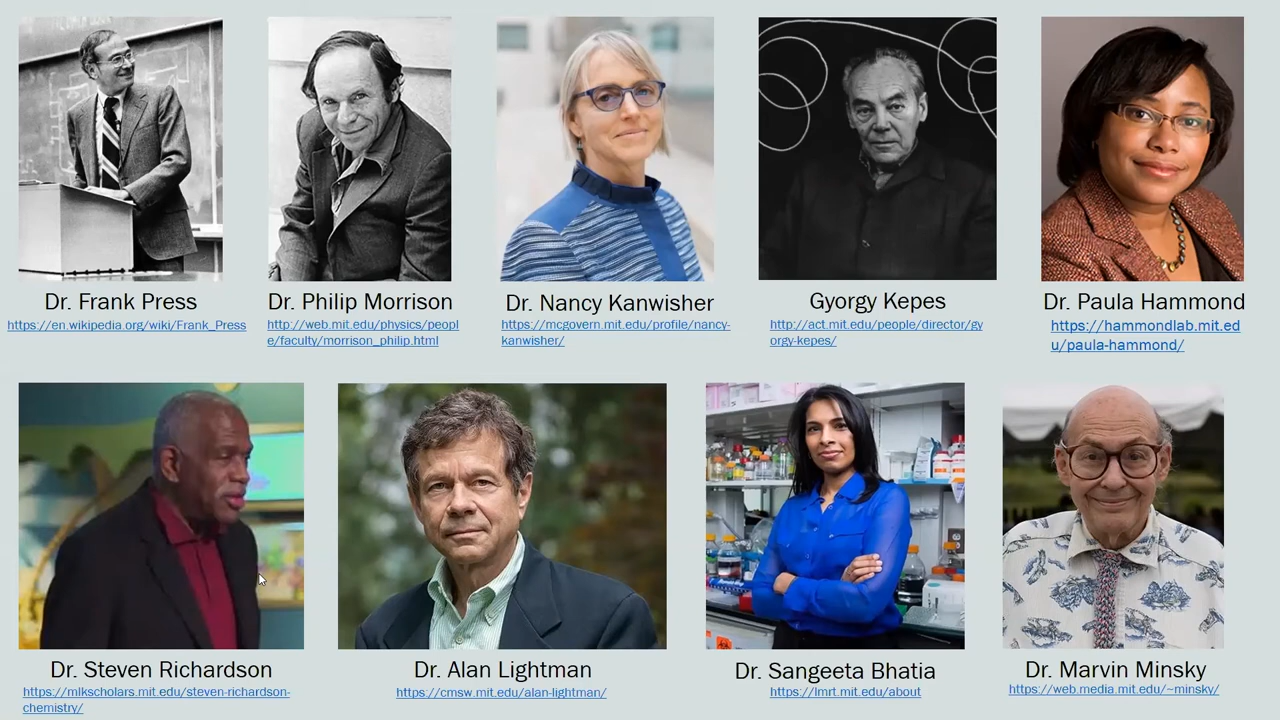 Dr. Frank Press
https://en.wikipedia.org/wiki/Frank_Press
Dr. Philip Morrison
http://web.mit.edu/physics/peopl
e/faculty/morrison_philip.html
Dr. Nancy Kanwisher
https://mcgovern.mit.edu/profile/nancy-
kanwisher/
Gyorgy Kepes
http://act.mit.edu/people/director/gy
orgy-kepes/
Dr. Paula Hammond
https://hammondlab.mit.ed
u/paula-hammond/
Dr. Steven Richardson
https://mlkscholars.mit.edu/steven-richardson-
chemistry/
Dr. Alan Lightman
https://cmsw.mit.edu/alan-lightman/
Dr. Sangeeta Bhatia
https://lmrt.mit.edu/about
Dr. Marvin Minsky
https://web.media.mit.edu/~minsky/